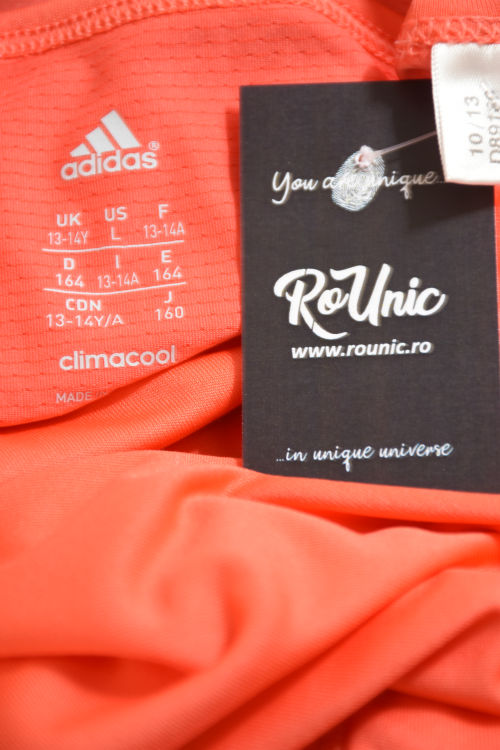 adidas®
UK US F
13-14Y L 13-14A
D I E
164 13-14A 164
CDN J
13-14Y/A 160
climacool
MADE
10/13
You are unique...
RoUnic
www.rounic.ro
...in unique universe